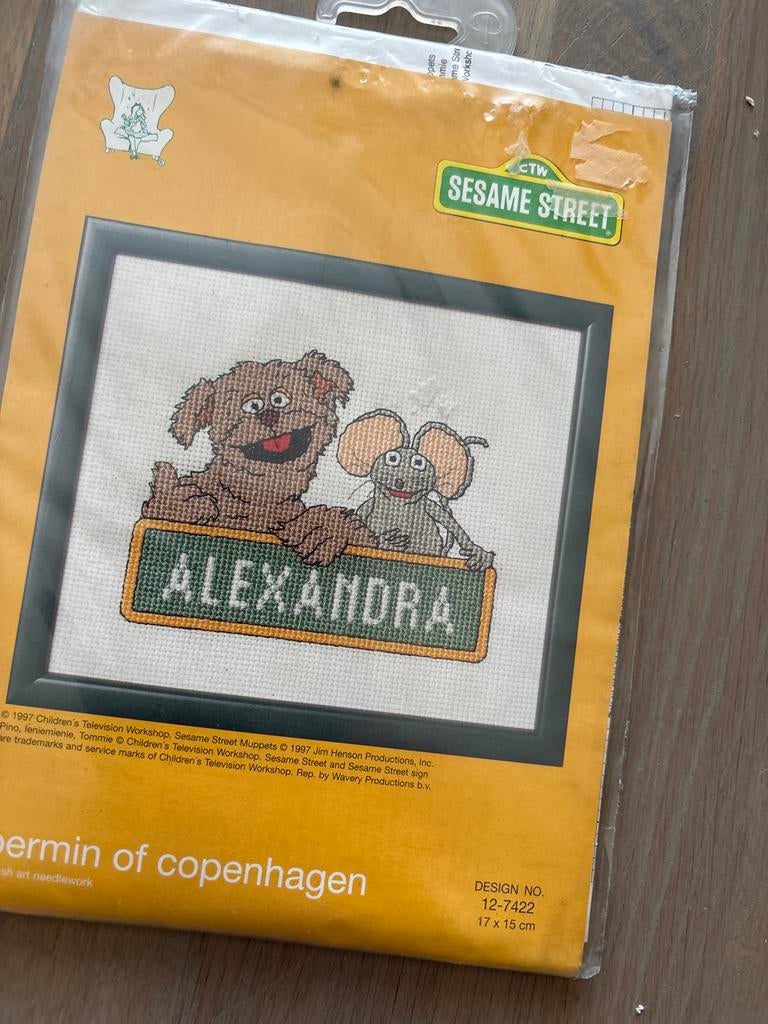 CTW
SESAME STREET
ALEXANDRA
© 1997 Children´s Television Workshop. Sesame Street Muppets © 1997 Jim Henson Productions, Inc.
Pino, Ieniemienie, Tommie © Children´s Television Workshop. Sesame Street and Sesame Street sign
are trademarks and service marks of Children´s Television Workshop. Rep. by Wavery Productions b.v.
permin of copenhagen
art needlework
DESIGN NO.
12-7422
17 x 15 cm